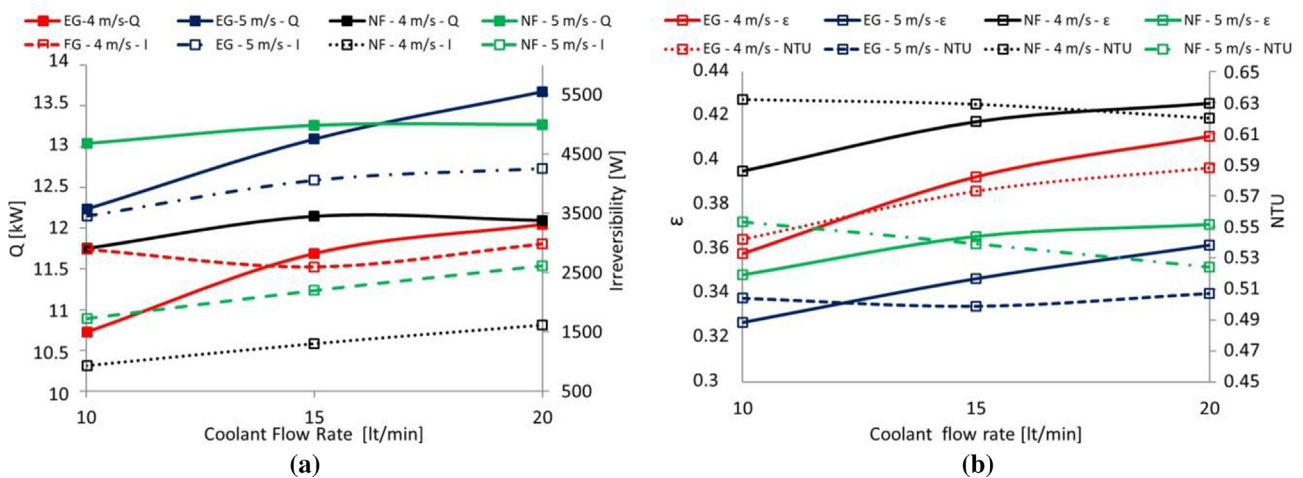 EG-4 m/s-Q EG-5 m/s - Q NF - 4 m/s - Q NF - 5 m/s - Q
FG - 4 m/s - I EG - 5 m/s - I NF - 4 m/s - I NF - 5 m/s - I
14
13.5
13
12.5
12
11.5
11
10.5
10
Q [kW]
5500
4500
3500
2500
1500
500
Irreversibility [W]
10 15 20
Coolant Flow Rate [lt/min]
(a)
EG - 4 m/s - ε EG - 5 m/s-ε NF - 4 m/s - ε NF - 5 m/s - ε
EG - 4 m/s - NTU EG - 5 m/s - NTU NF - 4 m/s - NTU NF - 5 m/s - NTU
0.44
0.42
0.4
0.38
0.36
0.34
0.32
0.3
ε
0.65
0.63
0.61
0.59
0.57
0.55
0.53
0.51
0.49
0.47
0.45
NTU
10 15 20
Coolant flow rate [lt/min]
(b)